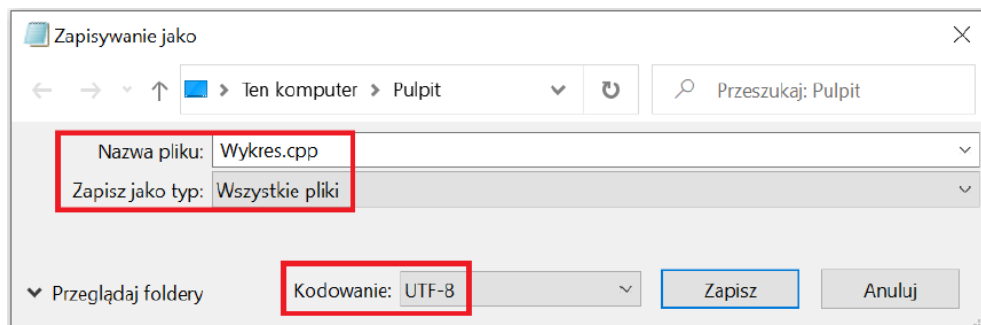 Zapisywanie jako
Ten komputer > Pulpit
Przeszukaj: Pulpit
Nazwa pliku: Wykres.cpp
Zapisz jako typ: Wszystkie pliki
Przeglądaj foldery
Kodowanie: UTF-8
Zapisz
Anuluj